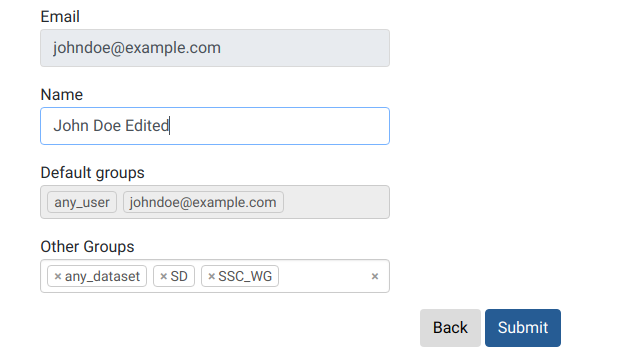 Email
johndoe@example.com
Name
John Doe Edited
Default groups
any_user johndoe@example.com
Other Groups
× any_dataset × SD × SSC_WG ×
Back Submit